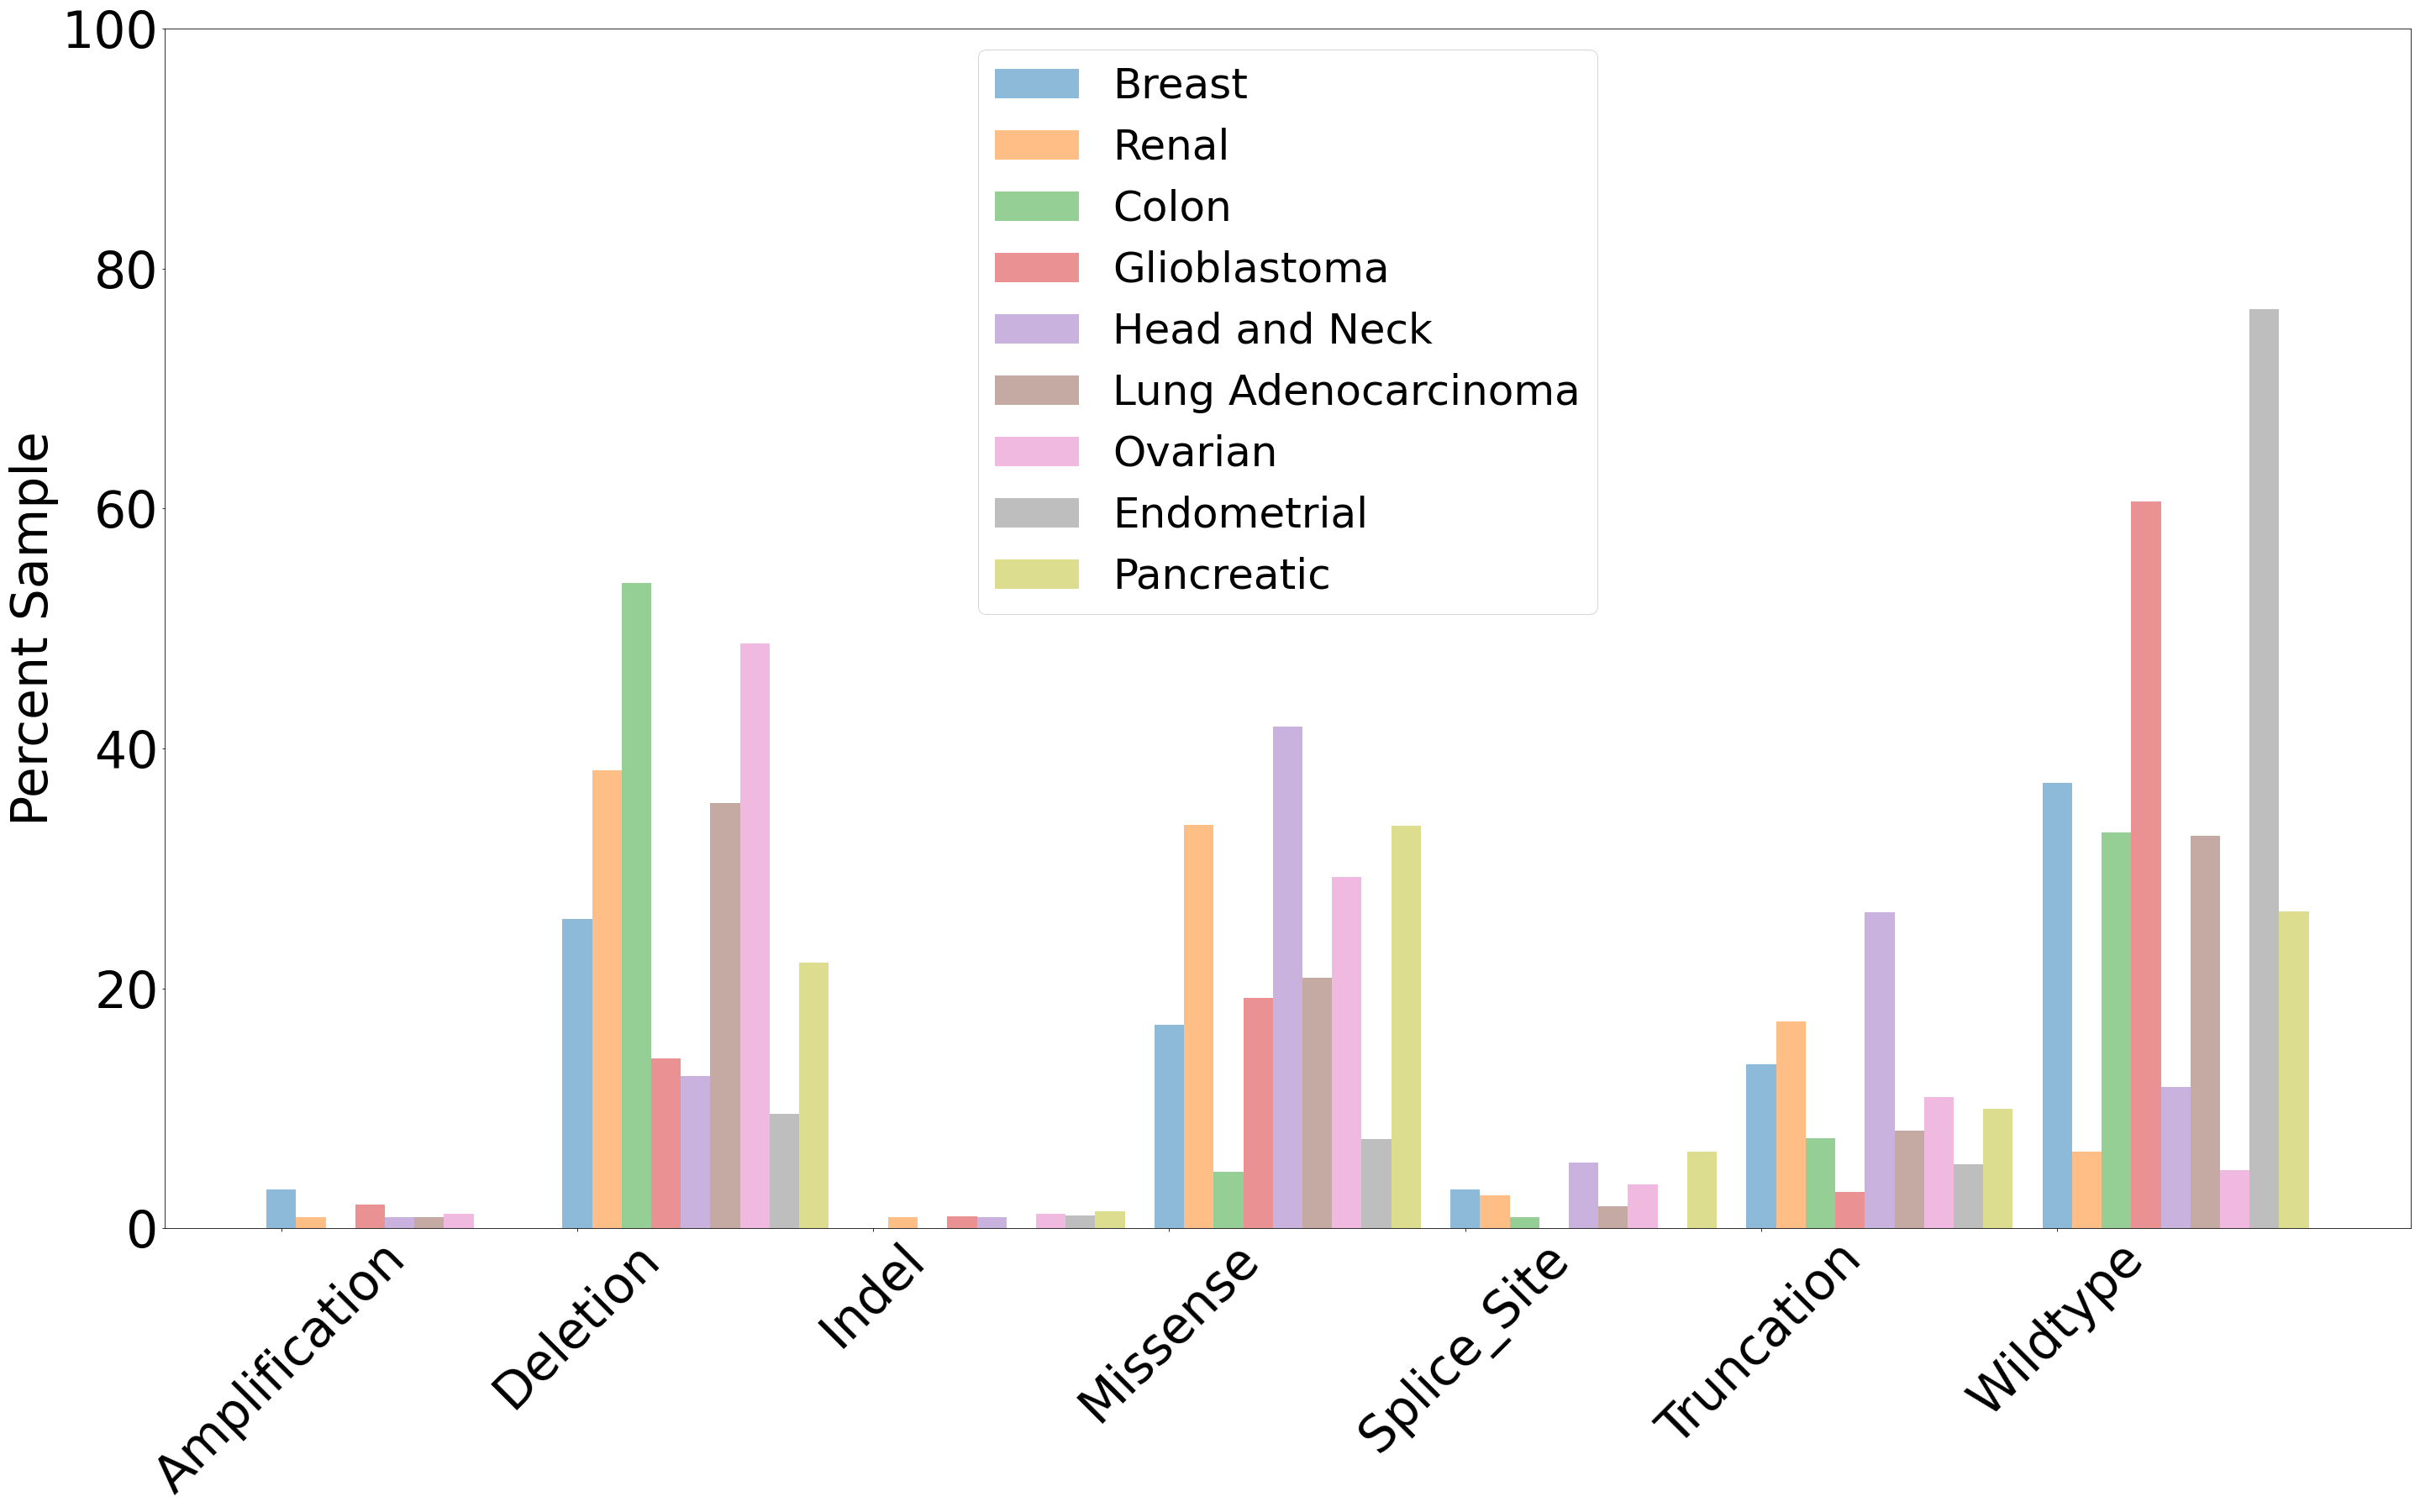 100
80
60
40
20
0
Percent Sample
Breast
Renal
Colon
Glioblastoma
Head and Neck
Lung Adenocarcinoma
Ovarian
Endometrial
Pancreatic
Amplification
Deletion
Indel
Missense
Splice_Site
Truncation
Wildtype